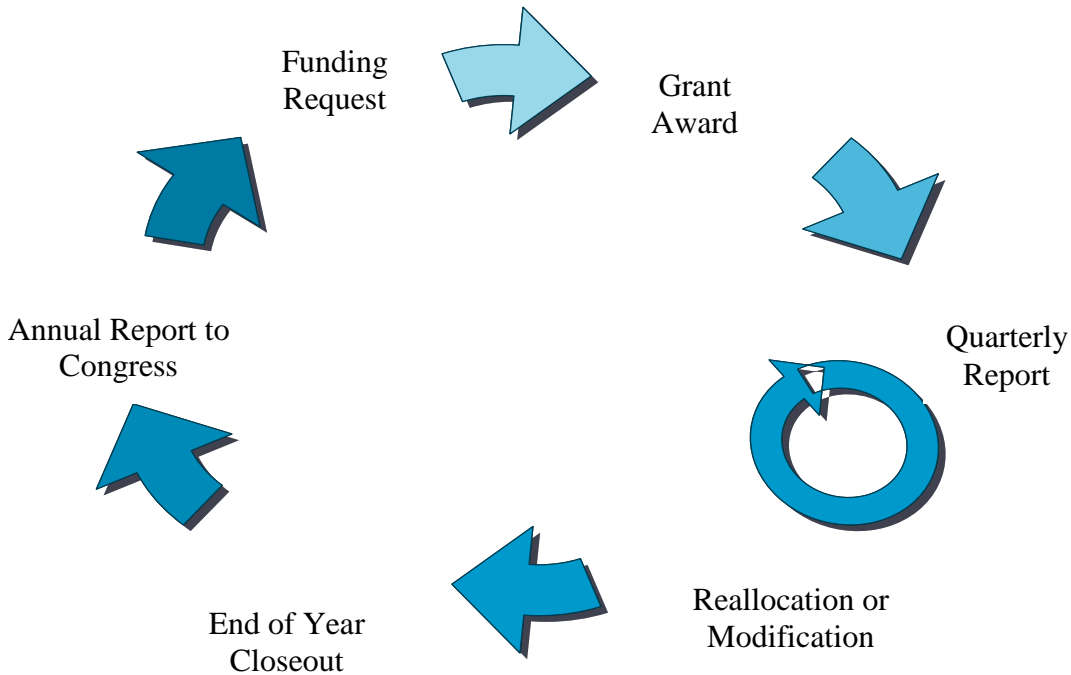 Funding
Request
Grant
Award
Quarterly
Report
Reallocation or
Modification
End of Year
Closeout
Annual Report to
Congress